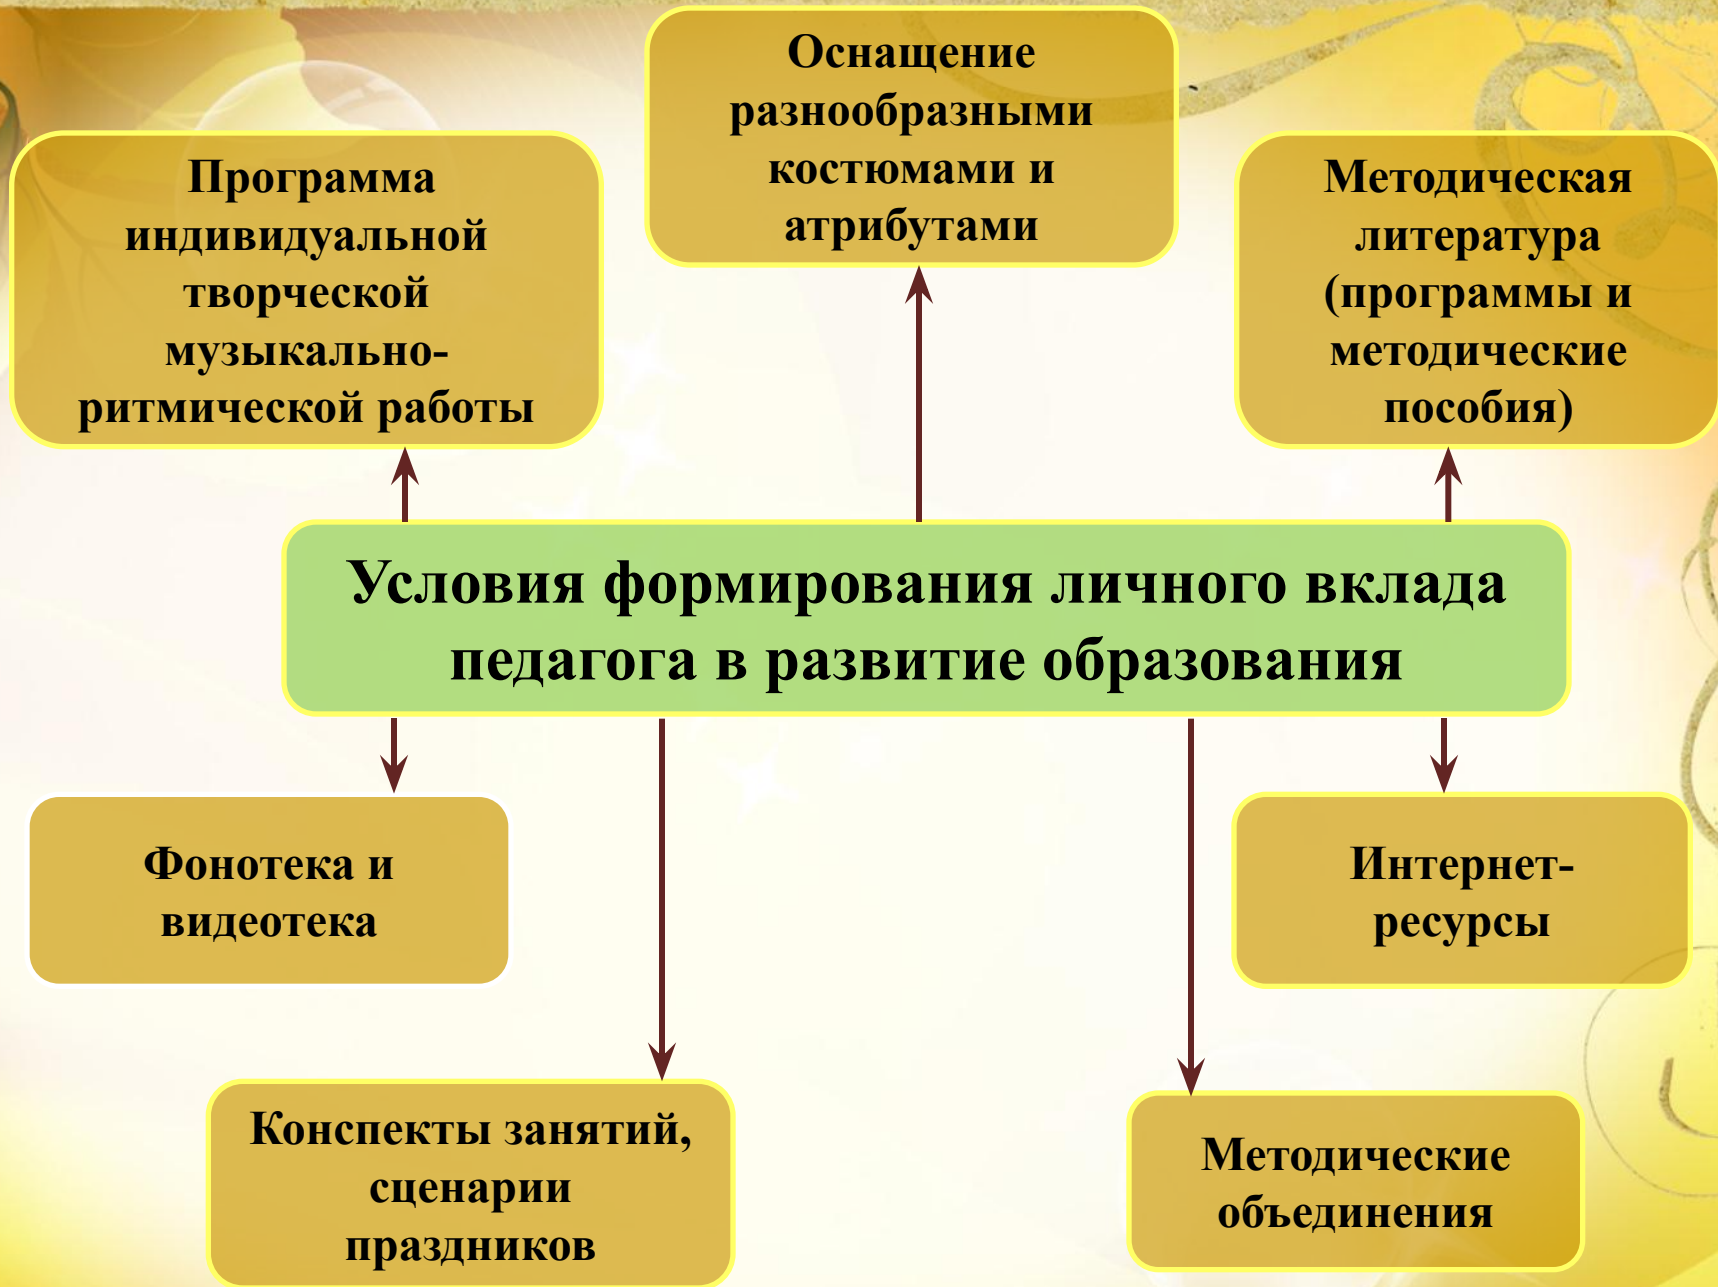 Оснащение
разнообразными
костюмами и
атрибутами
Программа
индивидуальной
творческой
музыкально-
ритмической работы
Методическая
литература
(программы и
методические
пособия)
Условия формирования личного вклада
педагога в развитие образования
Фонотека и
видеотека
Интернет-
ресурсы
Конспекты занятий,
сценарии
праздников
Методические
объединения